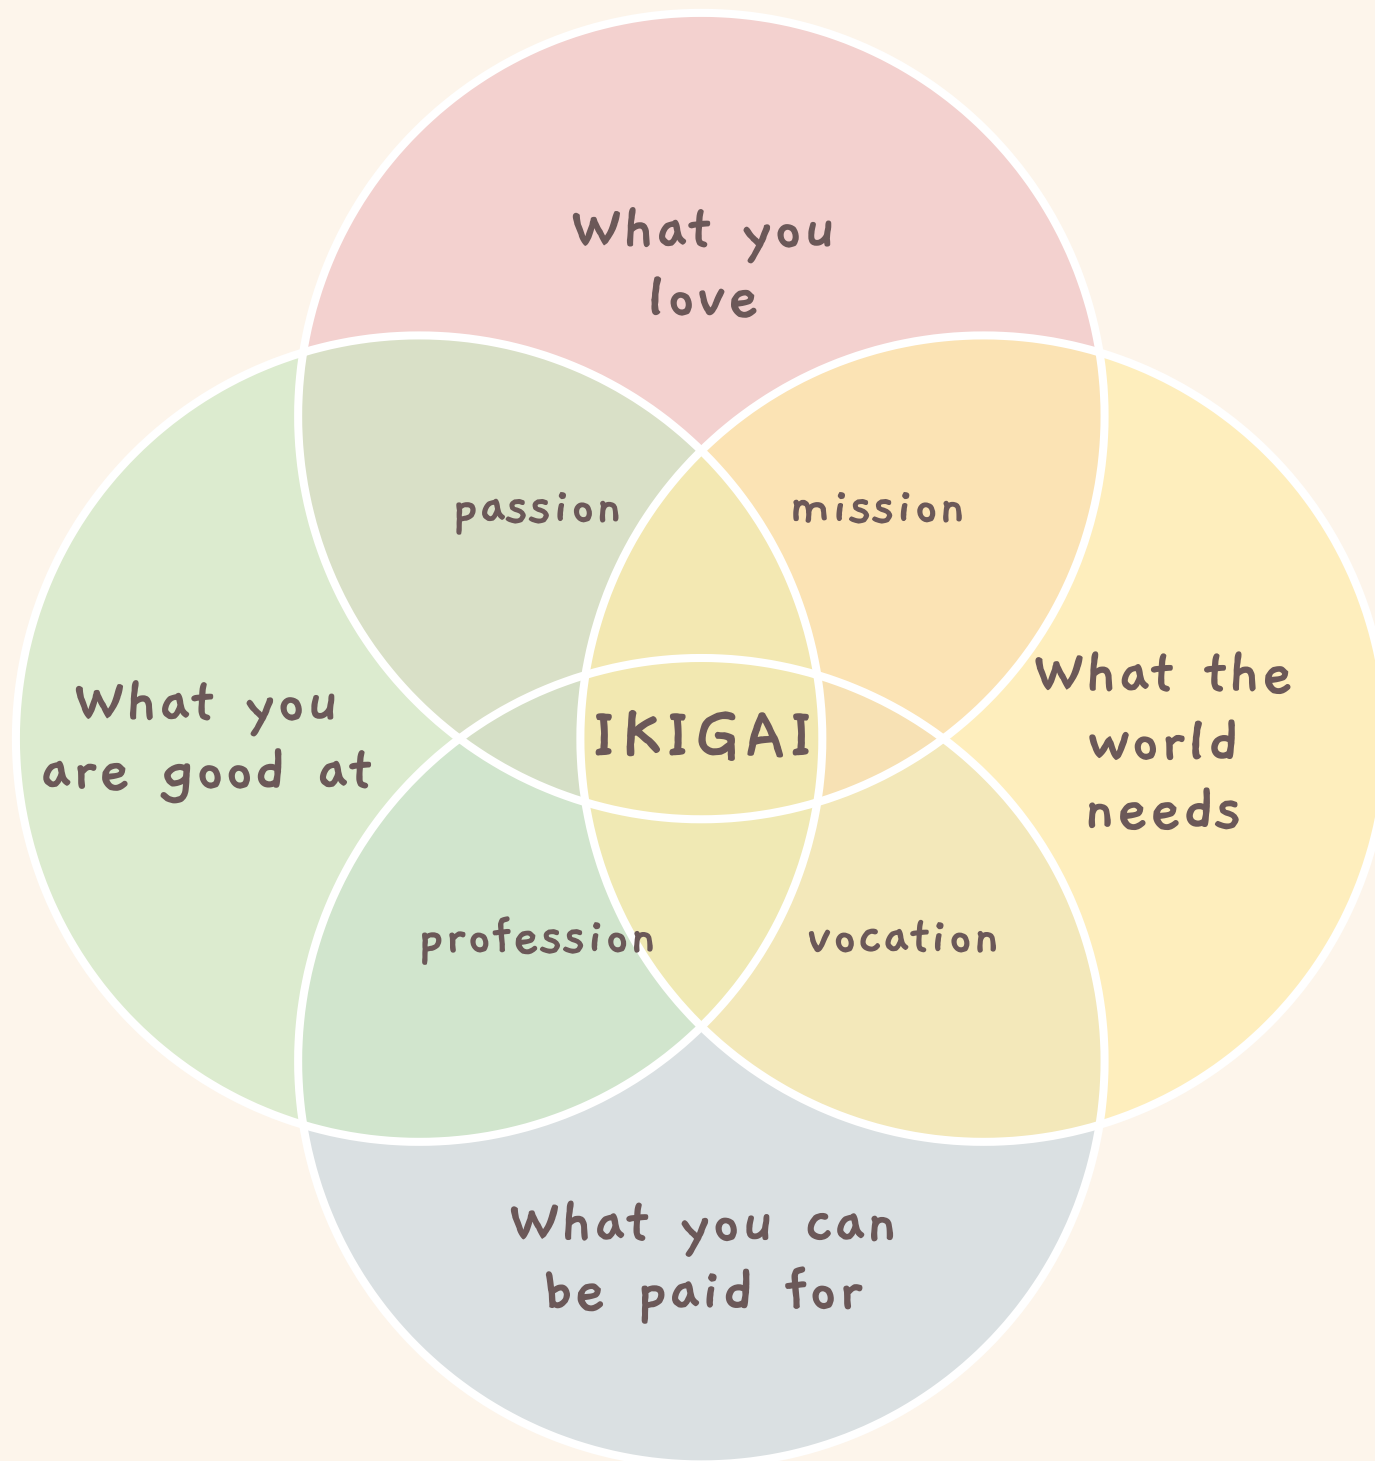 What you
love
passion
mission
What you
are good at
IKIGAI
What the
world
needs
profession
vocation
What you can
be paid for